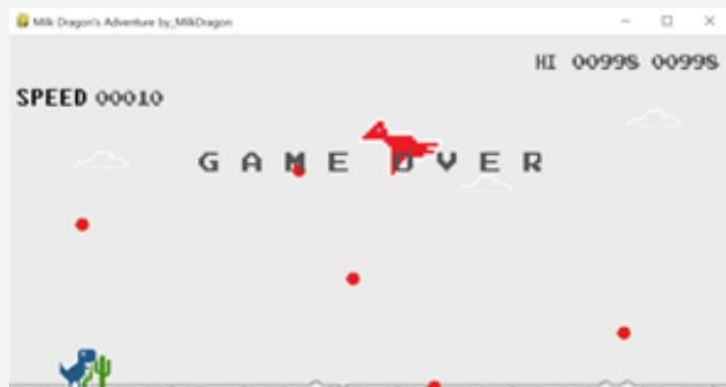 Milk Dragon's Adventure by_MilkDragon
HI 00998 00998
SPEED 00010
GAME OVER